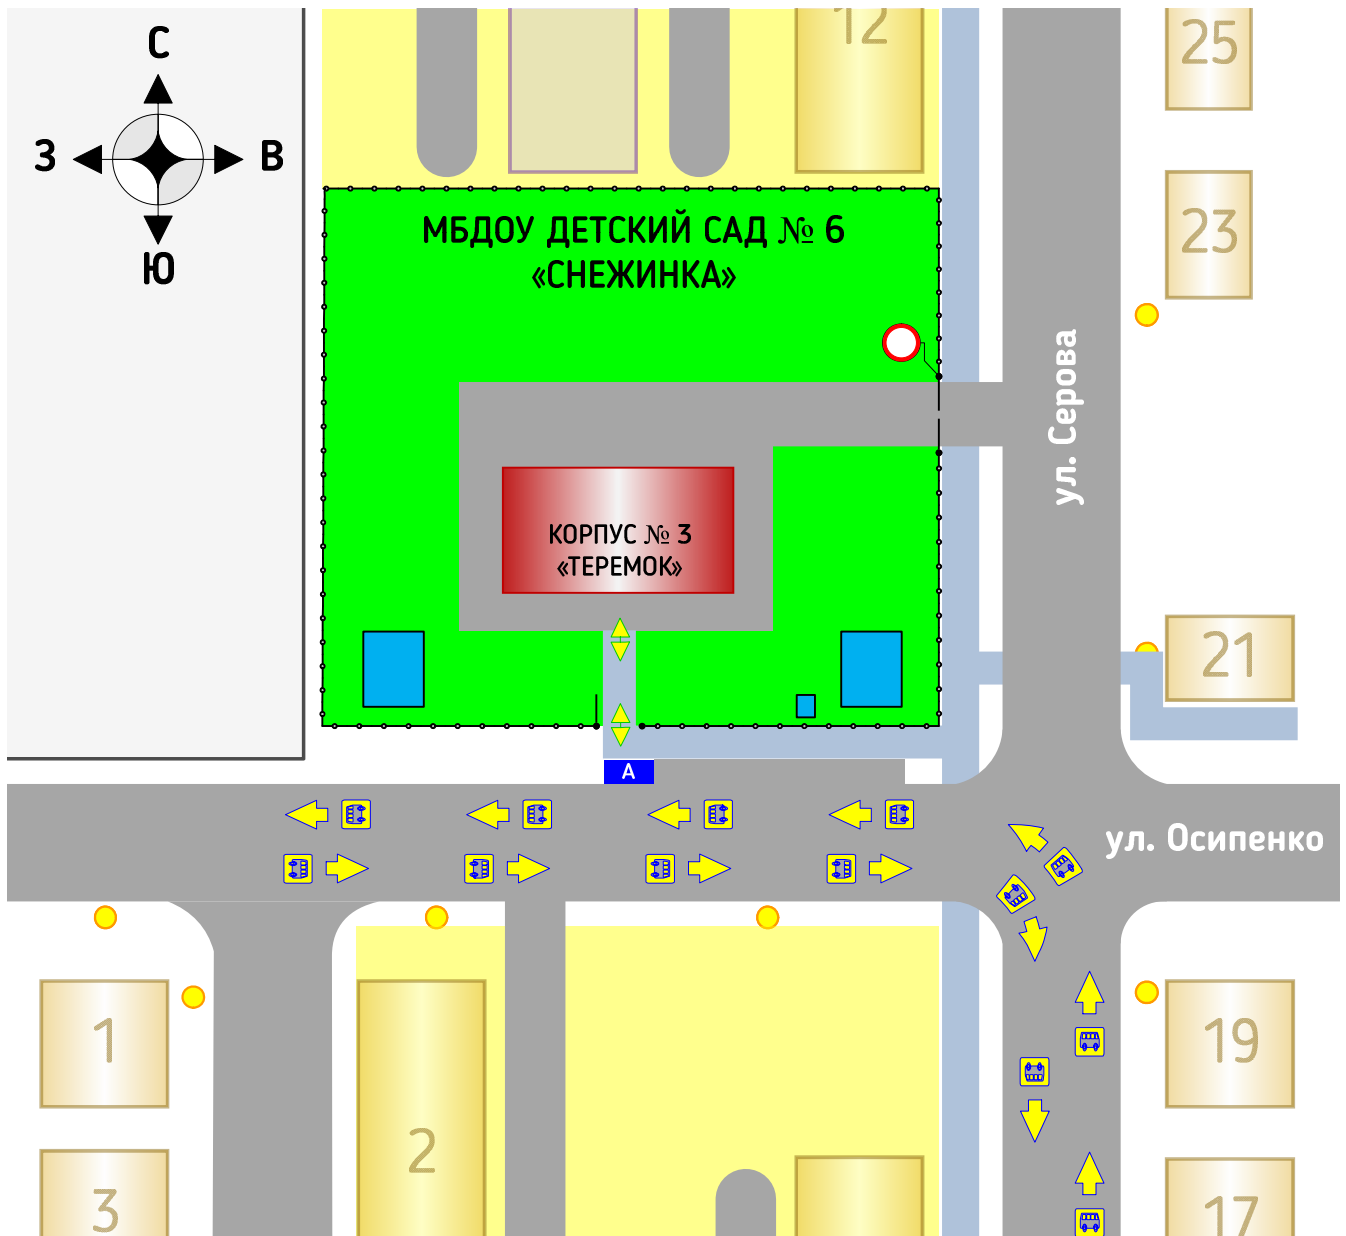 С
З
В
Ю
12
25
23
МБДОУ ДЕТСКИЙ САД № 6
«СНЕЖИНКА»
ул. Серова
КОРПУС № 3
«ТЕРЕМОК»
21
А
ул. Осипенко
1
2
3
19
17